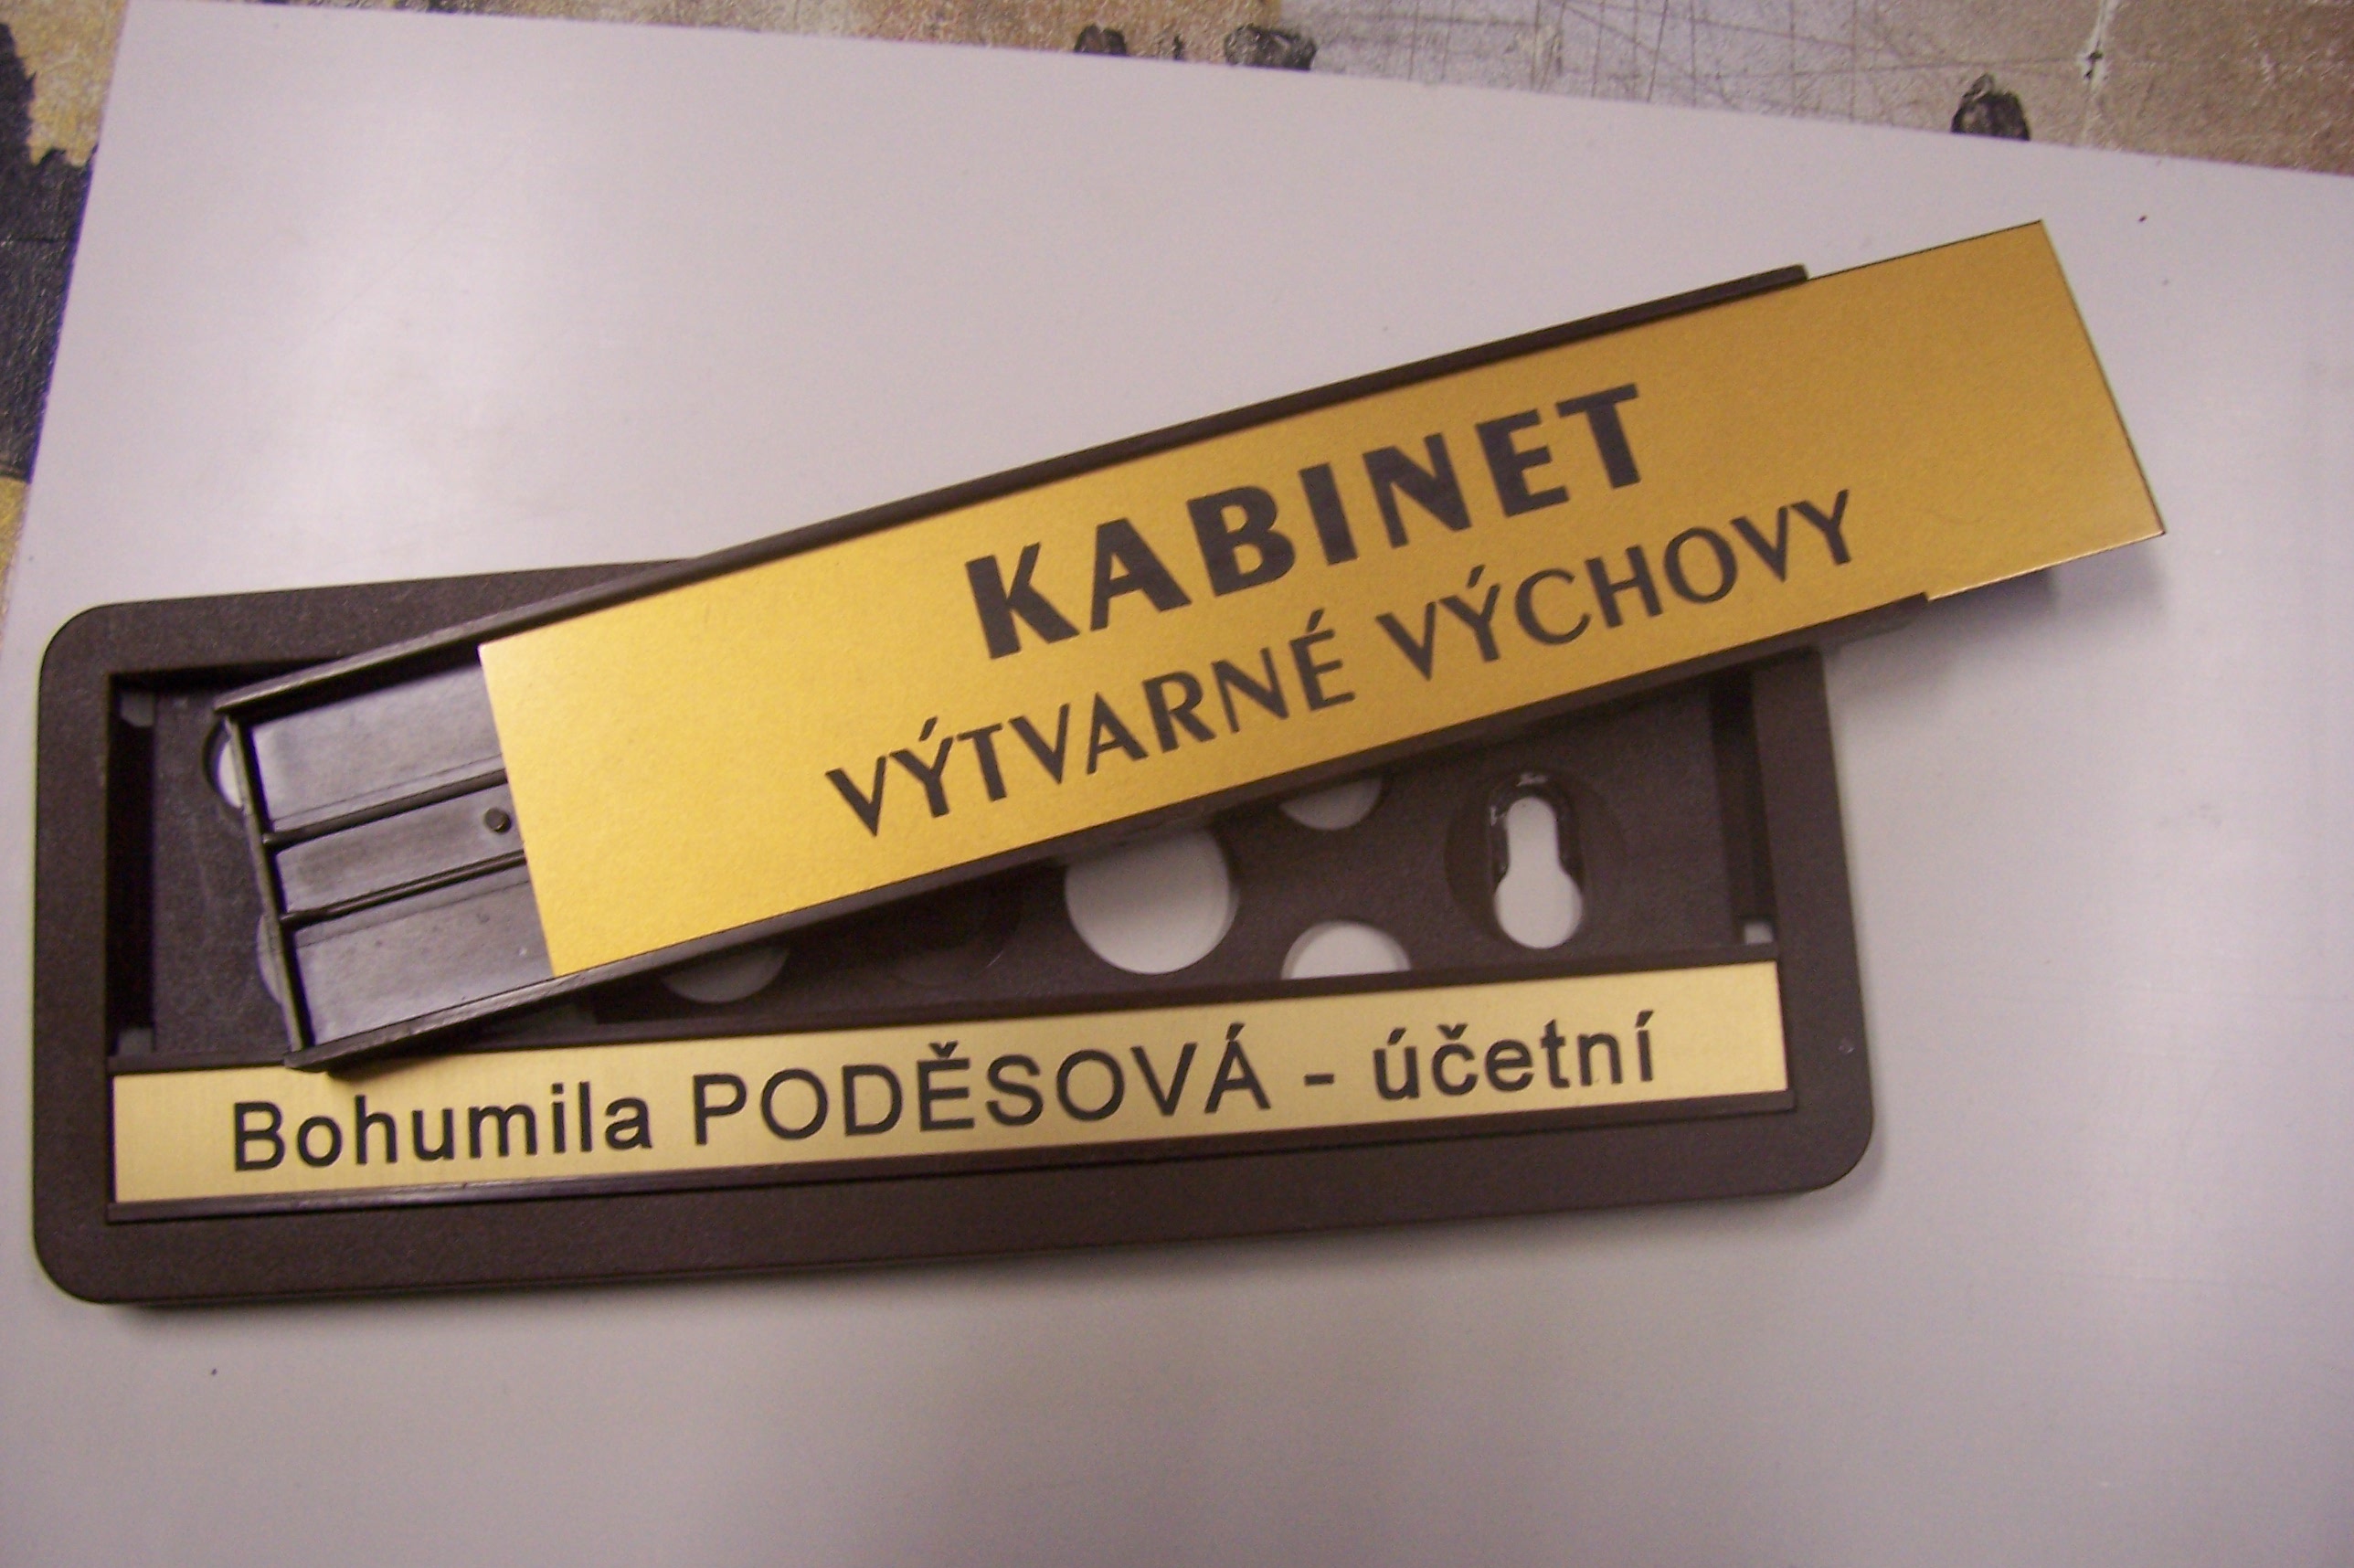 KABINET
VÝTVARNÉ VÝCHOVY
Bohumila PODĚSOVÁ - účetní